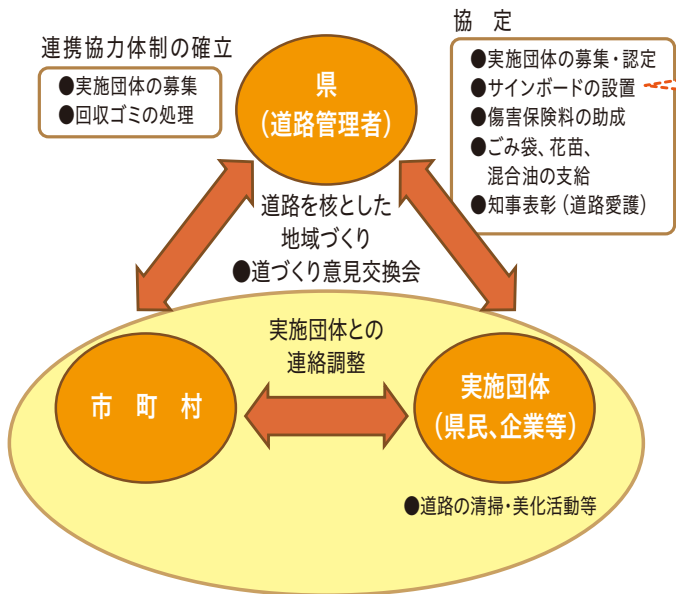 連携協力体制の確立
●実施団体の募集
●回収ゴミの処理
県
（道路管理者）
協　定
●実施団体の募集・認定
●サインボードの設置
●傷害保険料の助成
●ごみ袋、花苗、
混合油の支給
●知事表彰（道路愛護）
道路を核とした
地域づくり
●道づくり意見交換会
実施団体との
連絡調整
市　町　村
実施団体
（県民、企業等）
●道路の清掃・美化活動等